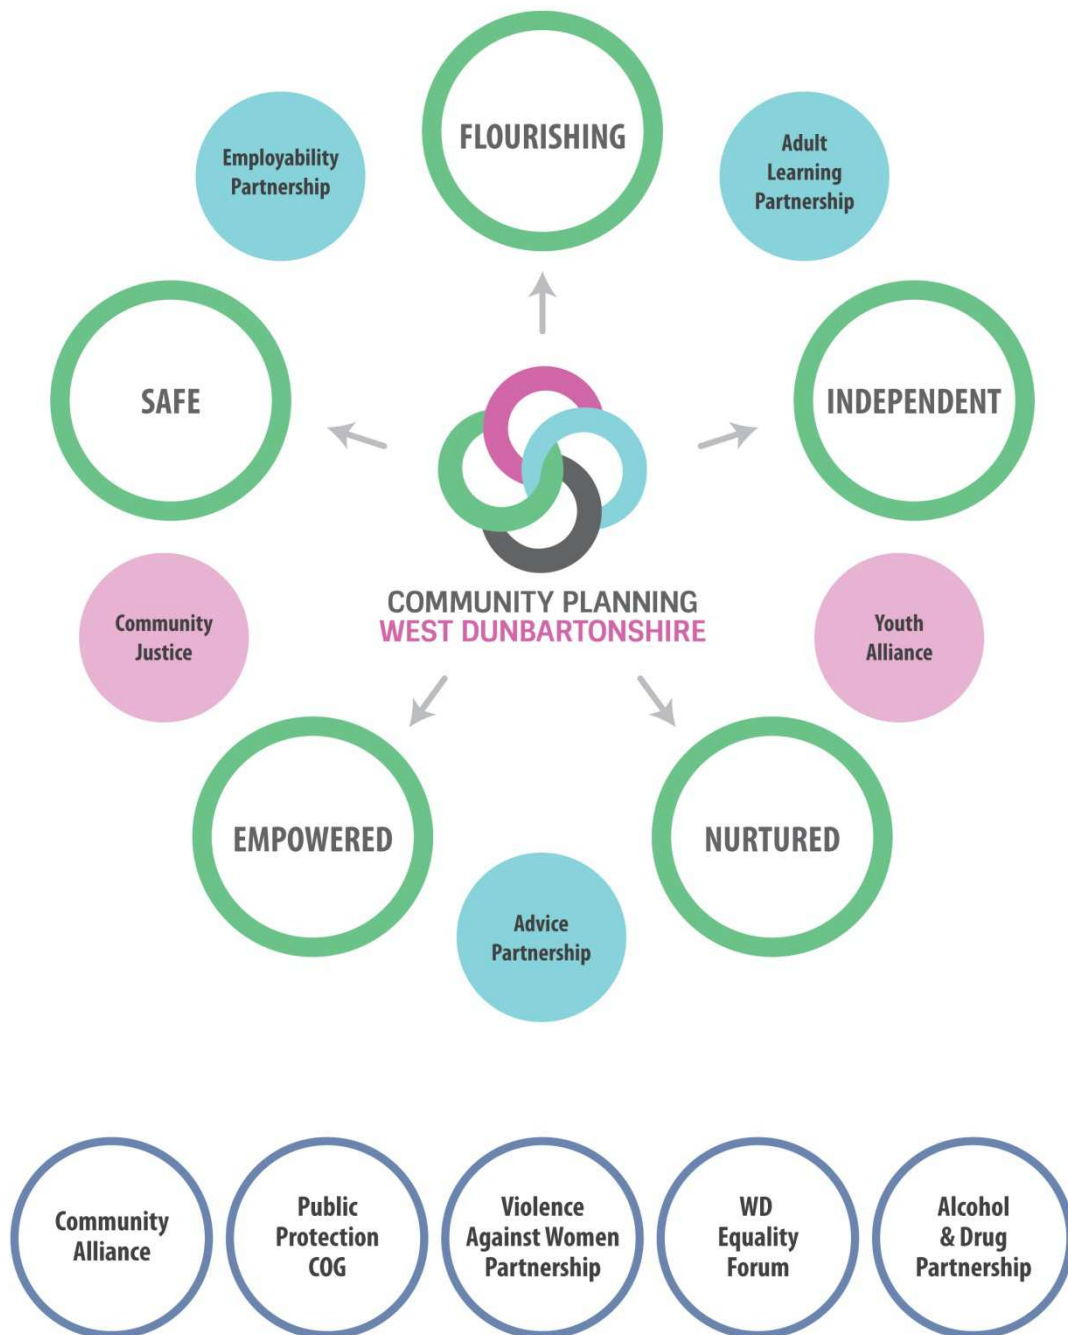 FLOURISHING
Employability
Partnership
Adult
Learning
Partnership
SAFE
INDEPENDENT
COMMUNITY PLANNING
WEST DUNBARTONSHIRE
Community
Justice
Youth
Alliance
EMPOWERED
NURTURED
Advice
Partnership
Community
Alliance
Public
Protection
COG
Violence
Against Women
Partnership
WD
Equality
Forum
Alcohol
& Drug
Partnership